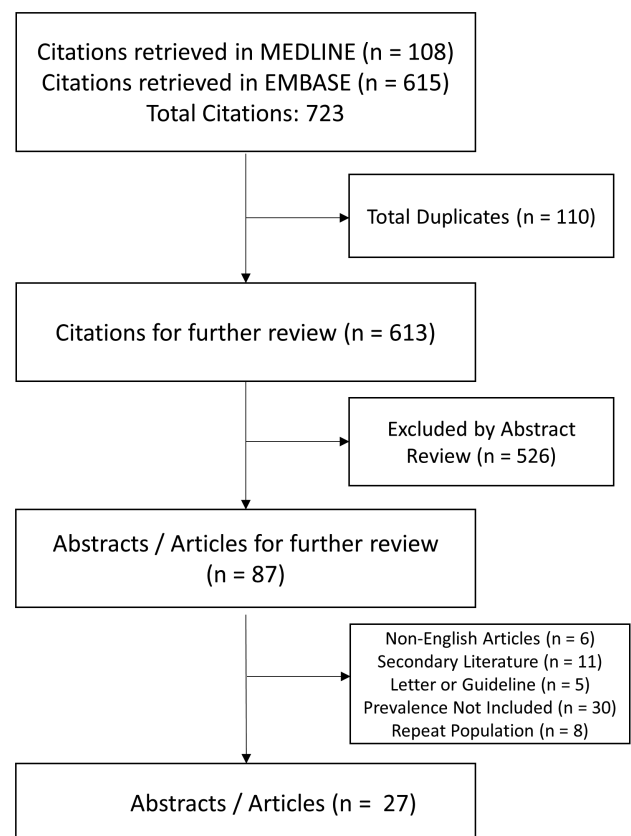 Citations retrieved in MEDLINE (n = 108)
Citations retrieved in EMBASE (n = 615)
Total Citations: 723
Total Duplicates (n = 110)
Citations for further review (n = 613)
Excluded by Abstract
Review (n = 526)
Abstracts / Articles for further review
(n = 87)
Non-English Articles (n = 6)
Secondary Literature (n = 11)
Letter or Guideline (n = 5)
Prevalence Not Included (n = 30)
Repeat Population (n = 8)
Abstracts / Articles (n = 27)